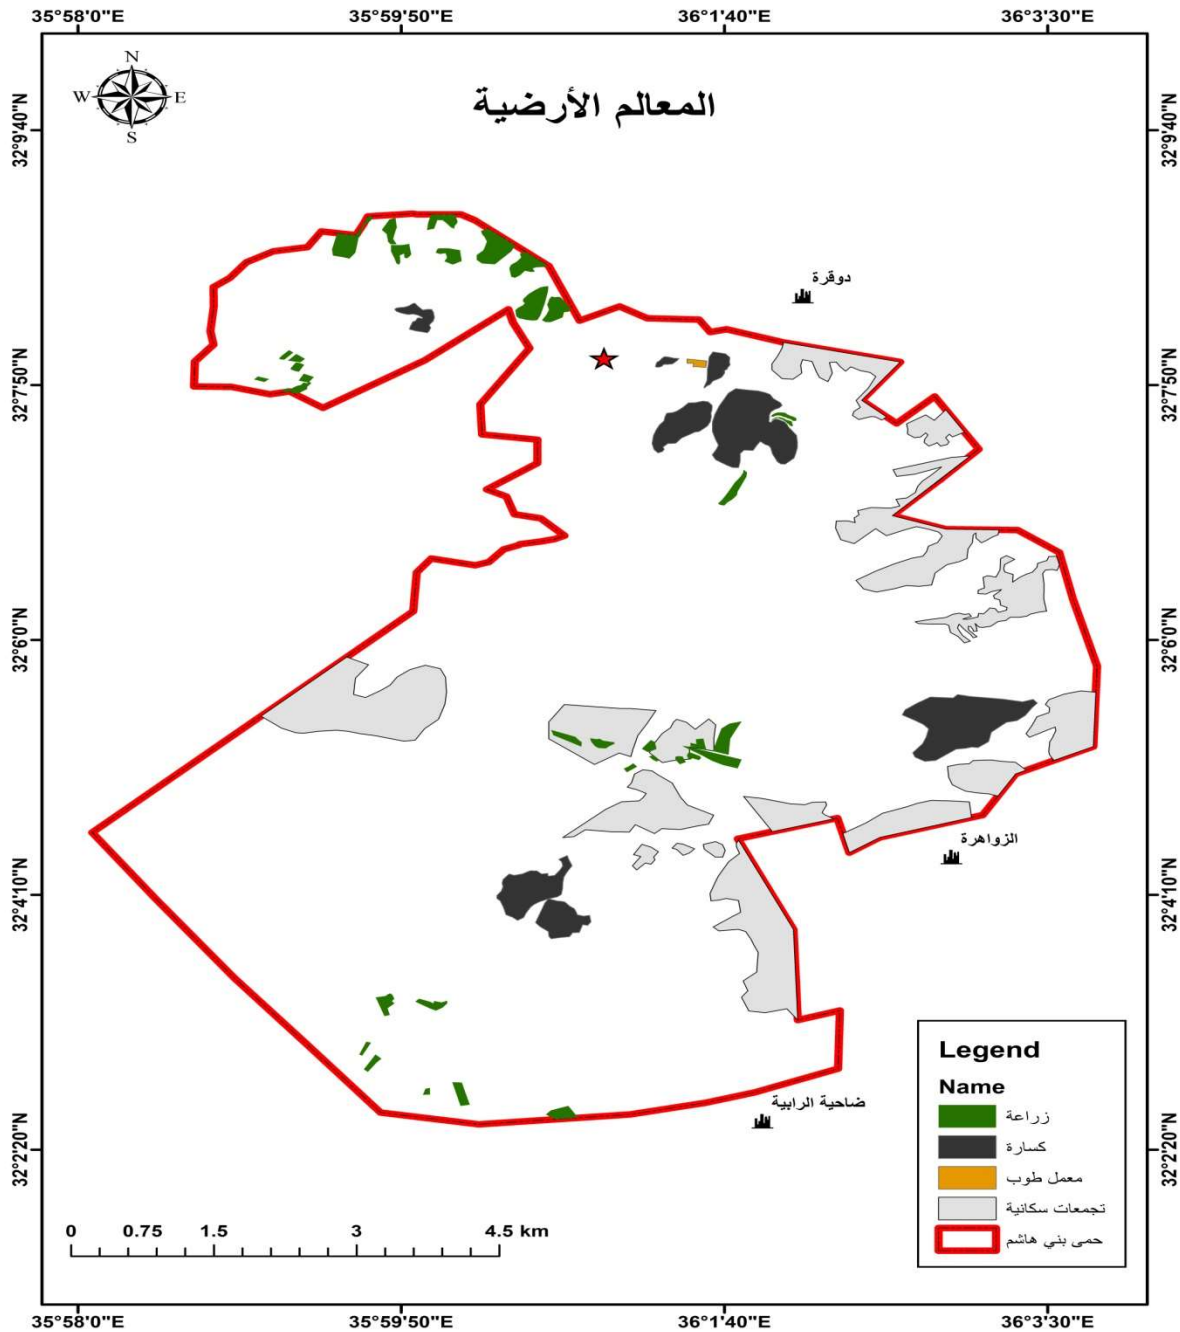 35°58'0"E 35°59'50"E 36°1'40"E 36°3'30"E
N
W E
S
المعالم الأرضية
32°9'40"N 32°9'40"N
دوقرة
32°7'50"N 32°7'50"N
32°6'0"N 32°6'0"N
الزواهرة
32°4'10"N 32°4'10"N
ضاحية الرابية
32°2'20"N 32°2'20"N
Legend
Name
زراعة
كسارة
معمل طوب
تجمعات سكانية
حمى بني هاشم
0 0.75 1.5 3 4.5 km
35°58'0"E 35°59'50"E 36°1'40"E 36°3'30"E